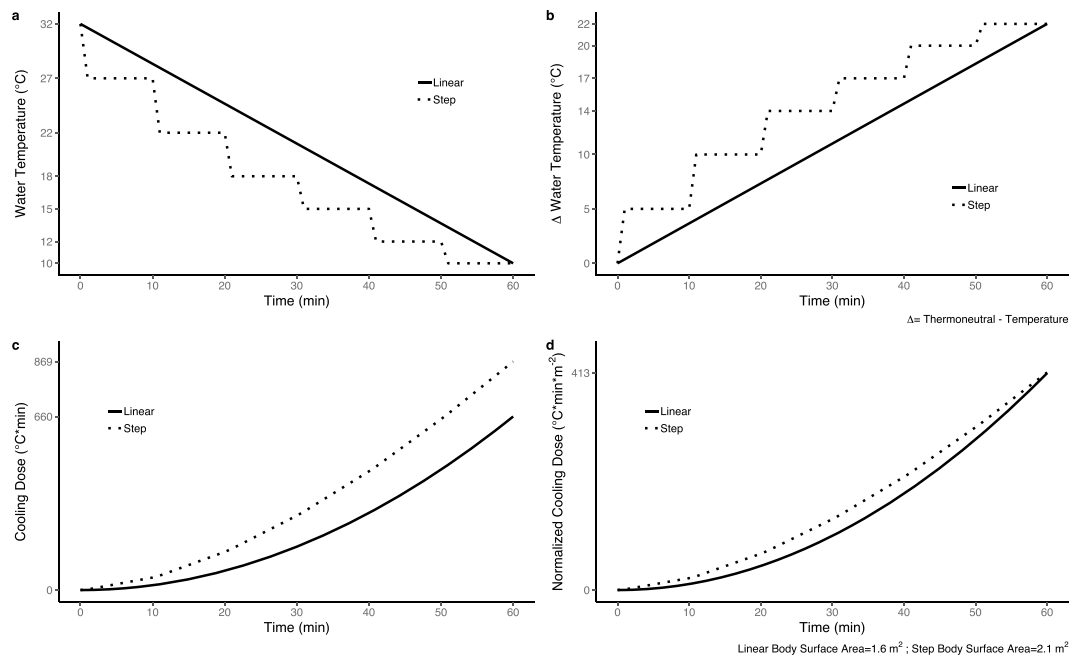 a
Water Temperature (°C)
32
27
22
18
15
12
10
Linear
Step
0 10 20 30 40 50 60
Time (min)
b
Δ Water Temperature (°C)
22
20
17
14
10
5
0
Linear
Step
0 10 20 30 40 50 60
Time (min)
Δ= Thermoneutral - Temperature
c
Cooling Dose (°C*min)
869
660
0
Linear
Step
0 10 20 30 40 50 60
Time (min)
d
Normalized Cooling Dose (°C*min*m⁻²)
413
0
Linear
Step
0 10 20 30 40 50 60
Time (min)
Linear Body Surface Area=1.6 m² ; Step Body Surface Area=2.1 m²